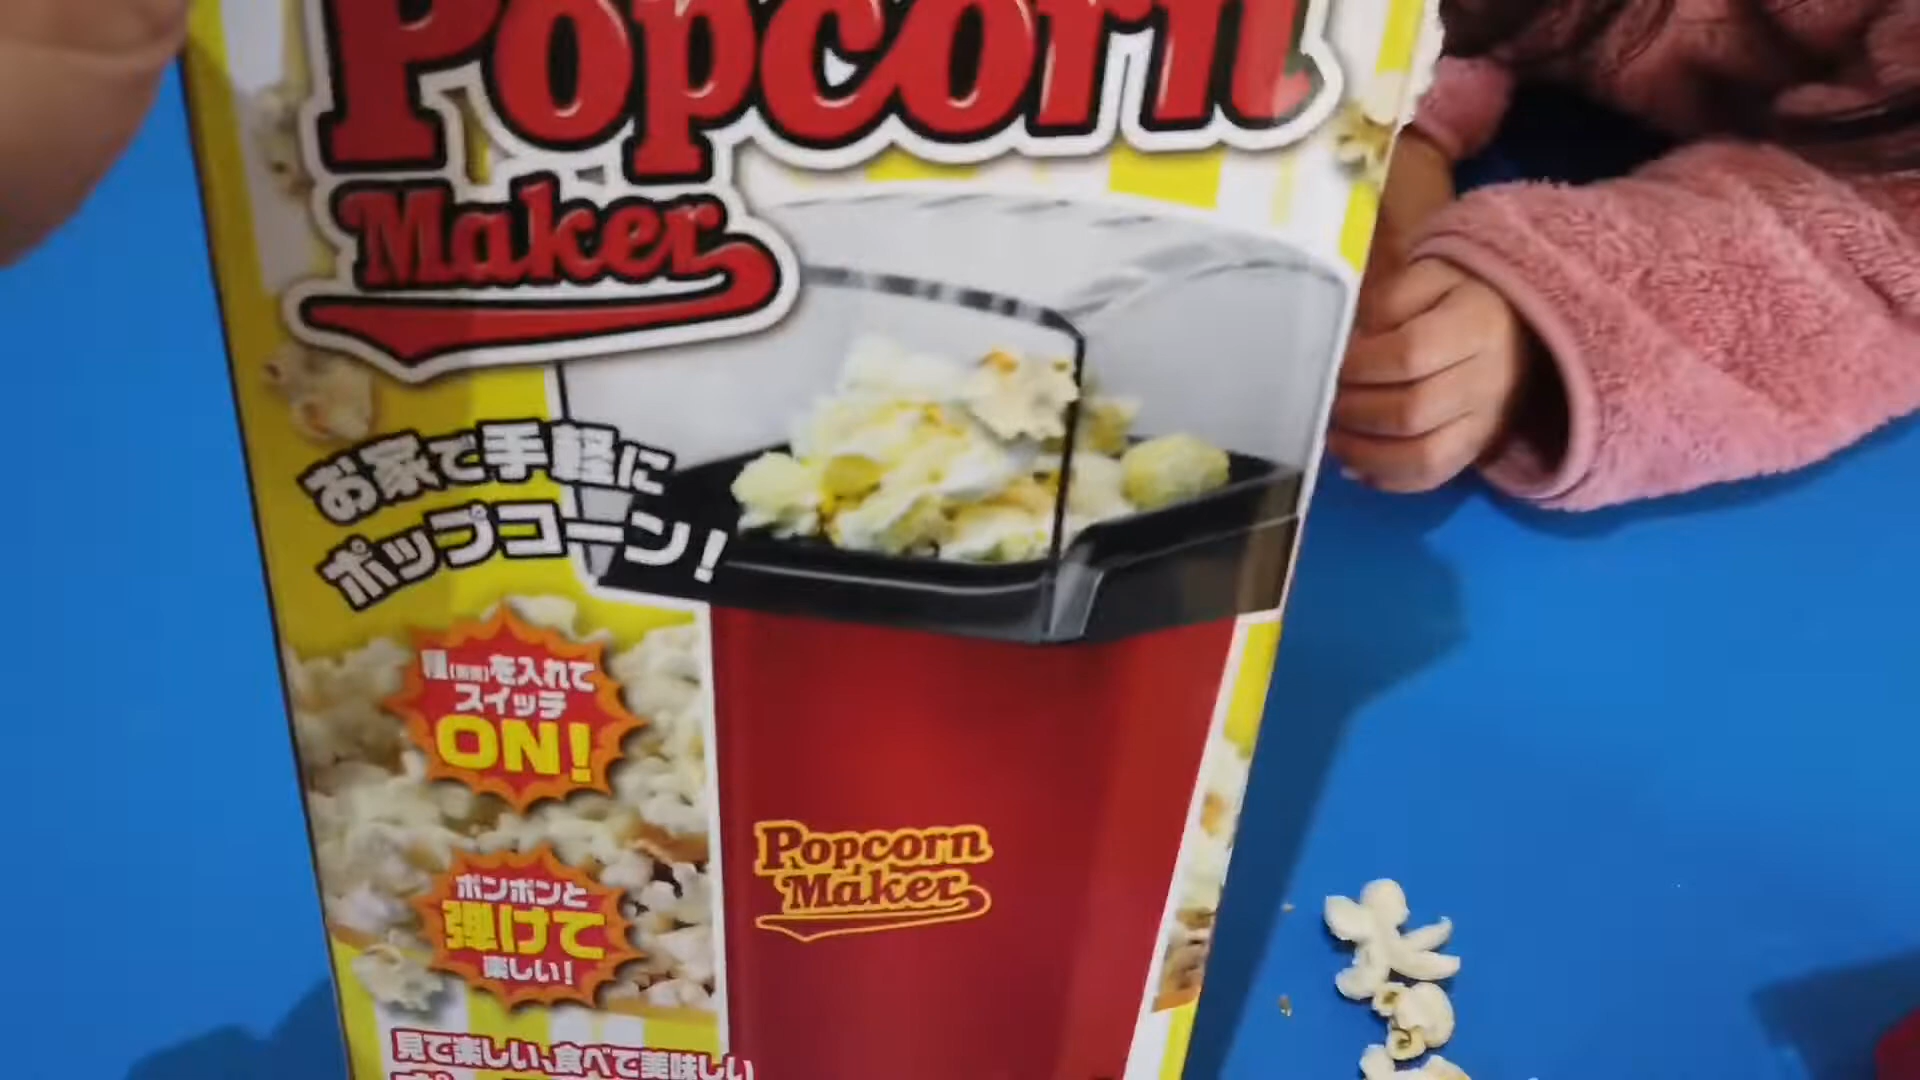 Popcorn
Maker
お家で手軽に
ポップコーン!
を入れて
スイッチ
ON!
ポンポンと
弾けて
楽しい!
Popcorn
Maker
見て楽しい、食べて美味しい